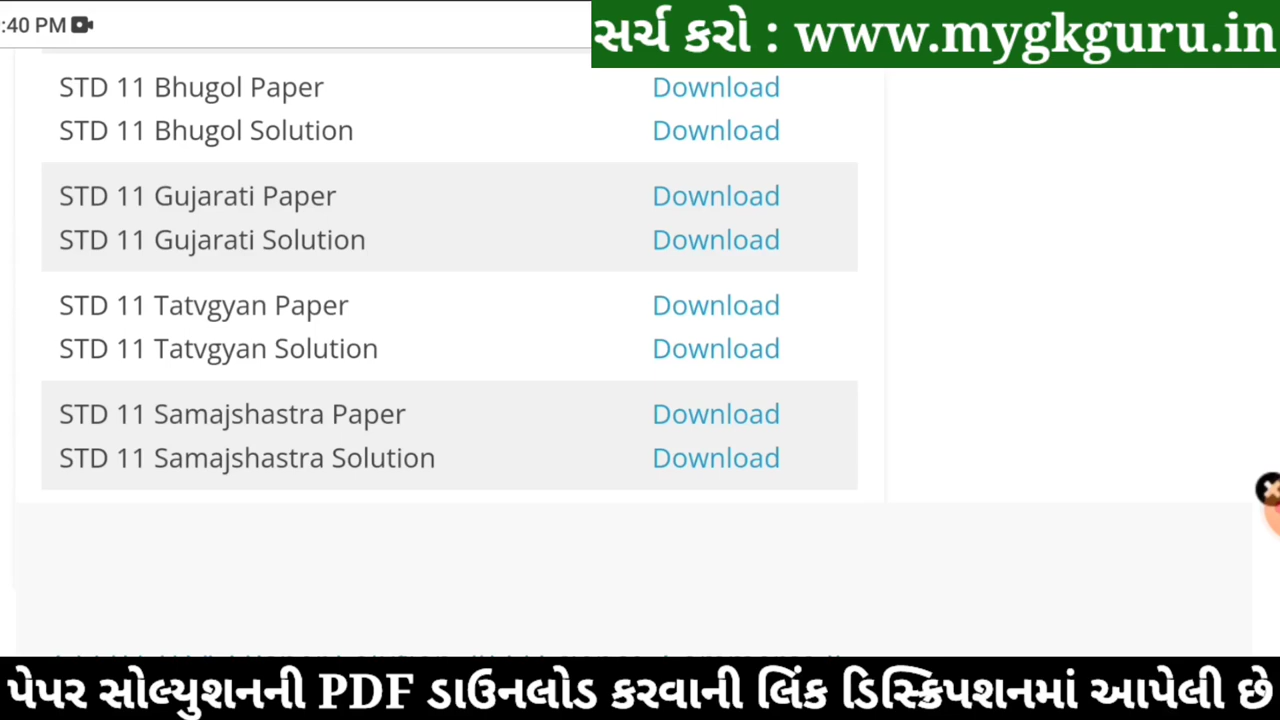 :40 PM
સર્ચ કરો : www.mygkguru.in
STD 11 Bhugol Paper Download
STD 11 Bhugol Solution Download
STD 11 Gujarati Paper Download
STD 11 Gujarati Solution Download
STD 11 Tatvgyan Paper Download
STD 11 Tatvgyan Solution Download
STD 11 Samajshastra Paper Download
STD 11 Samajshastra Solution Download
પેપર સોલ્યુશનની PDF ડાઉનલોડ કરવાની લિંક ડિસ્ક્રિપશનમાં આપેલી છે